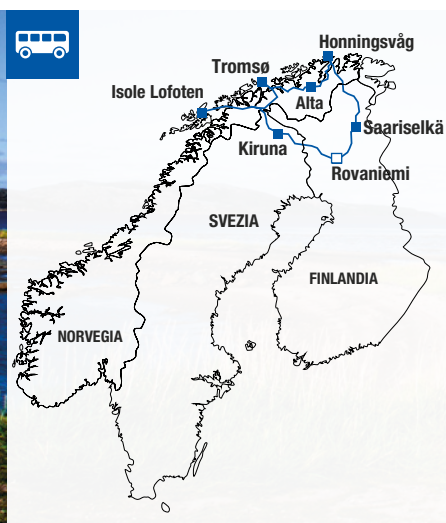 Honningsvåg
Tromsø
Isole Lofoten
Alta
Saariselkä
Kiruna
Rovaniemi
SVEZIA
FINLANDIA
NORVEGIA